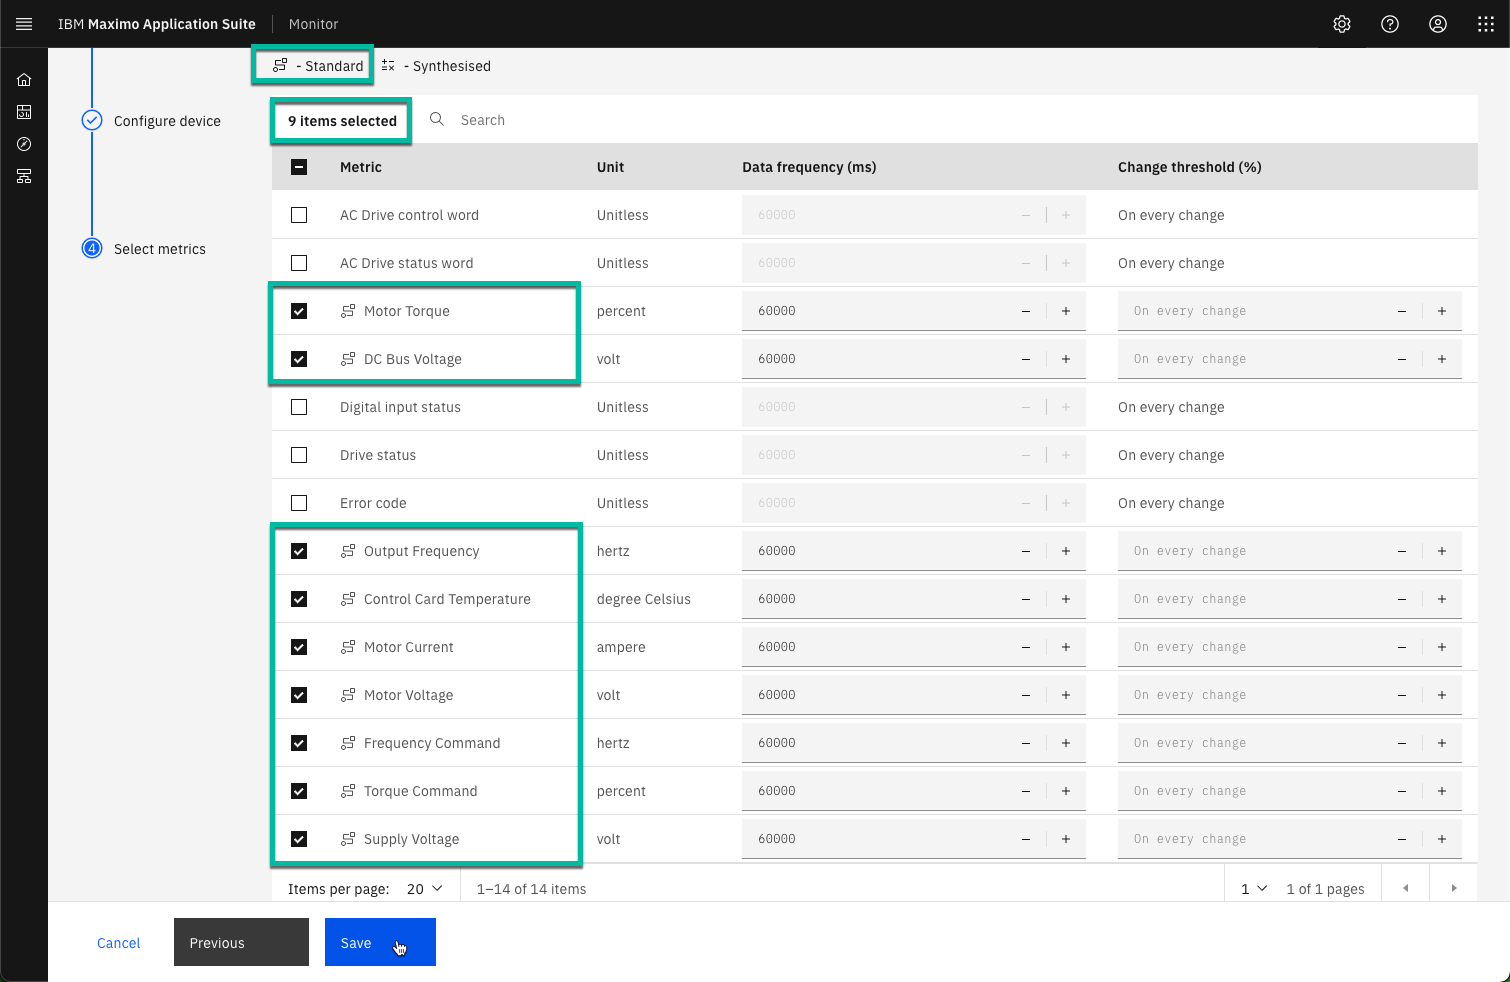 IBM Maximo Application Suite Monitor
- Standard - Synthesised
Configure device
9 items selected Search
Metric Unit Data frequency (ms) Change threshold (%)
AC Drive control word Unitless 60000 On every change
4 Select metrics
AC Drive status word Unitless 60000 On every change
Motor Torque percent 60000 On every change
DC Bus Voltage volt 60000 On every change
Digital input status Unitless 60000 On every change
Drive status Unitless 60000 On every change
Error code Unitless 60000 On every change
Output Frequency hertz 60000 On every change
Control Card Temperature degree Celsius 60000 On every change
Motor Current ampere 60000 On every change
Motor Voltage volt 60000 On every change
Frequency Command hertz 60000 On every change
Torque Command percent 60000 On every change
Supply Voltage volt 60000 On every change
Items per page: 20 1–14 of 14 items 1 1 of 1 pages
Cancel Previous Save